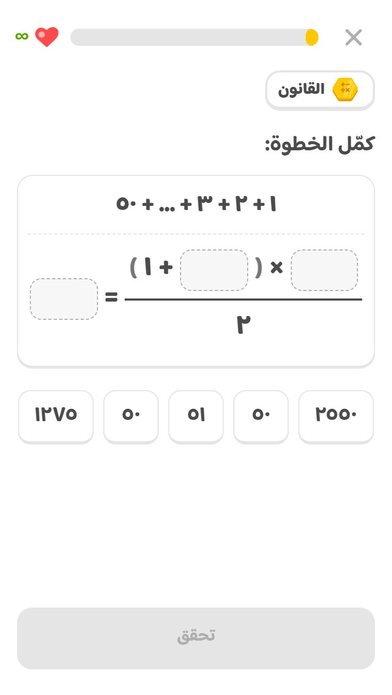 ∞
القانون
كمّل الخطوة:
١ + ٢ + ٣ + ... + ٥٠
× ( + ١ )
=
٢
١٢٧٥ ٥٠ ٥١ ٥٠ ٢٥٥٠
تحقق